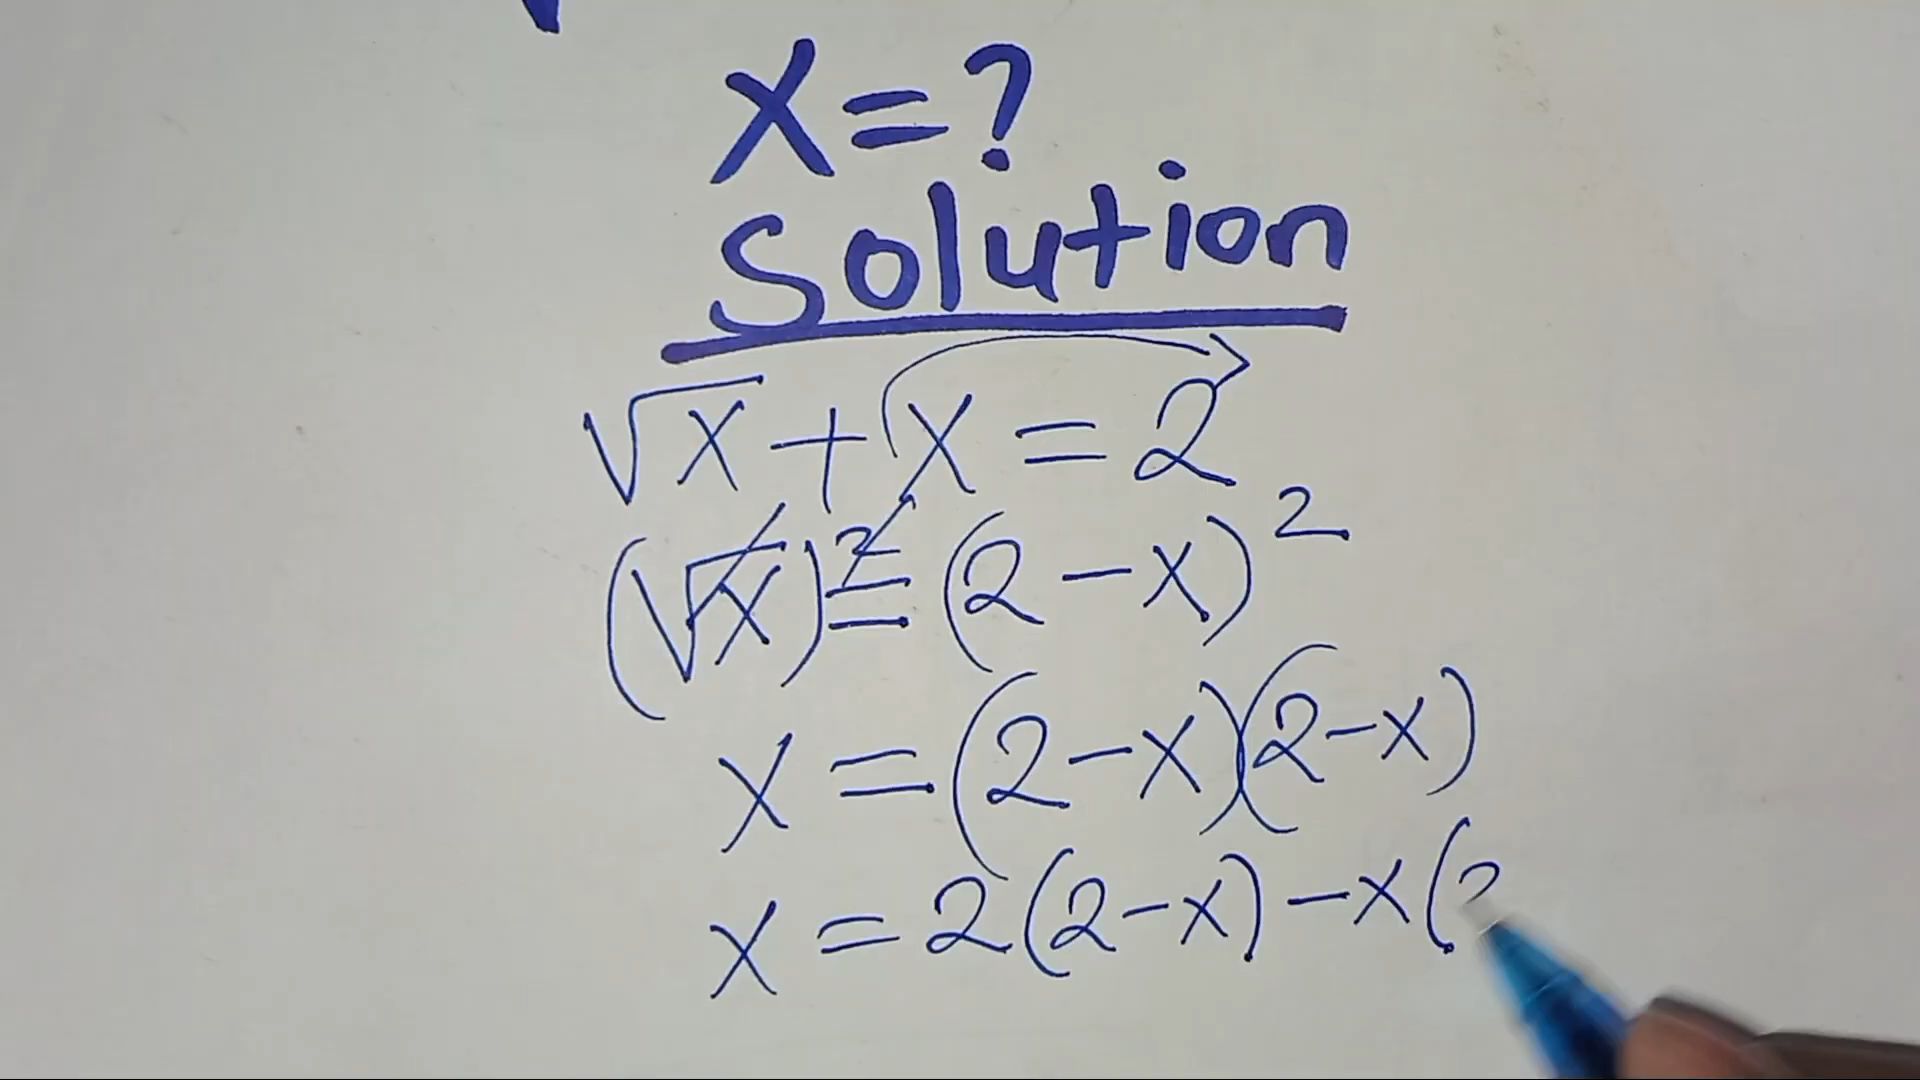 x=?
Solution
√x + x = 2
(√x)² = (2 - x)²
x = (2 - x)(2 - x)
x = 2(2 - x) - x(2